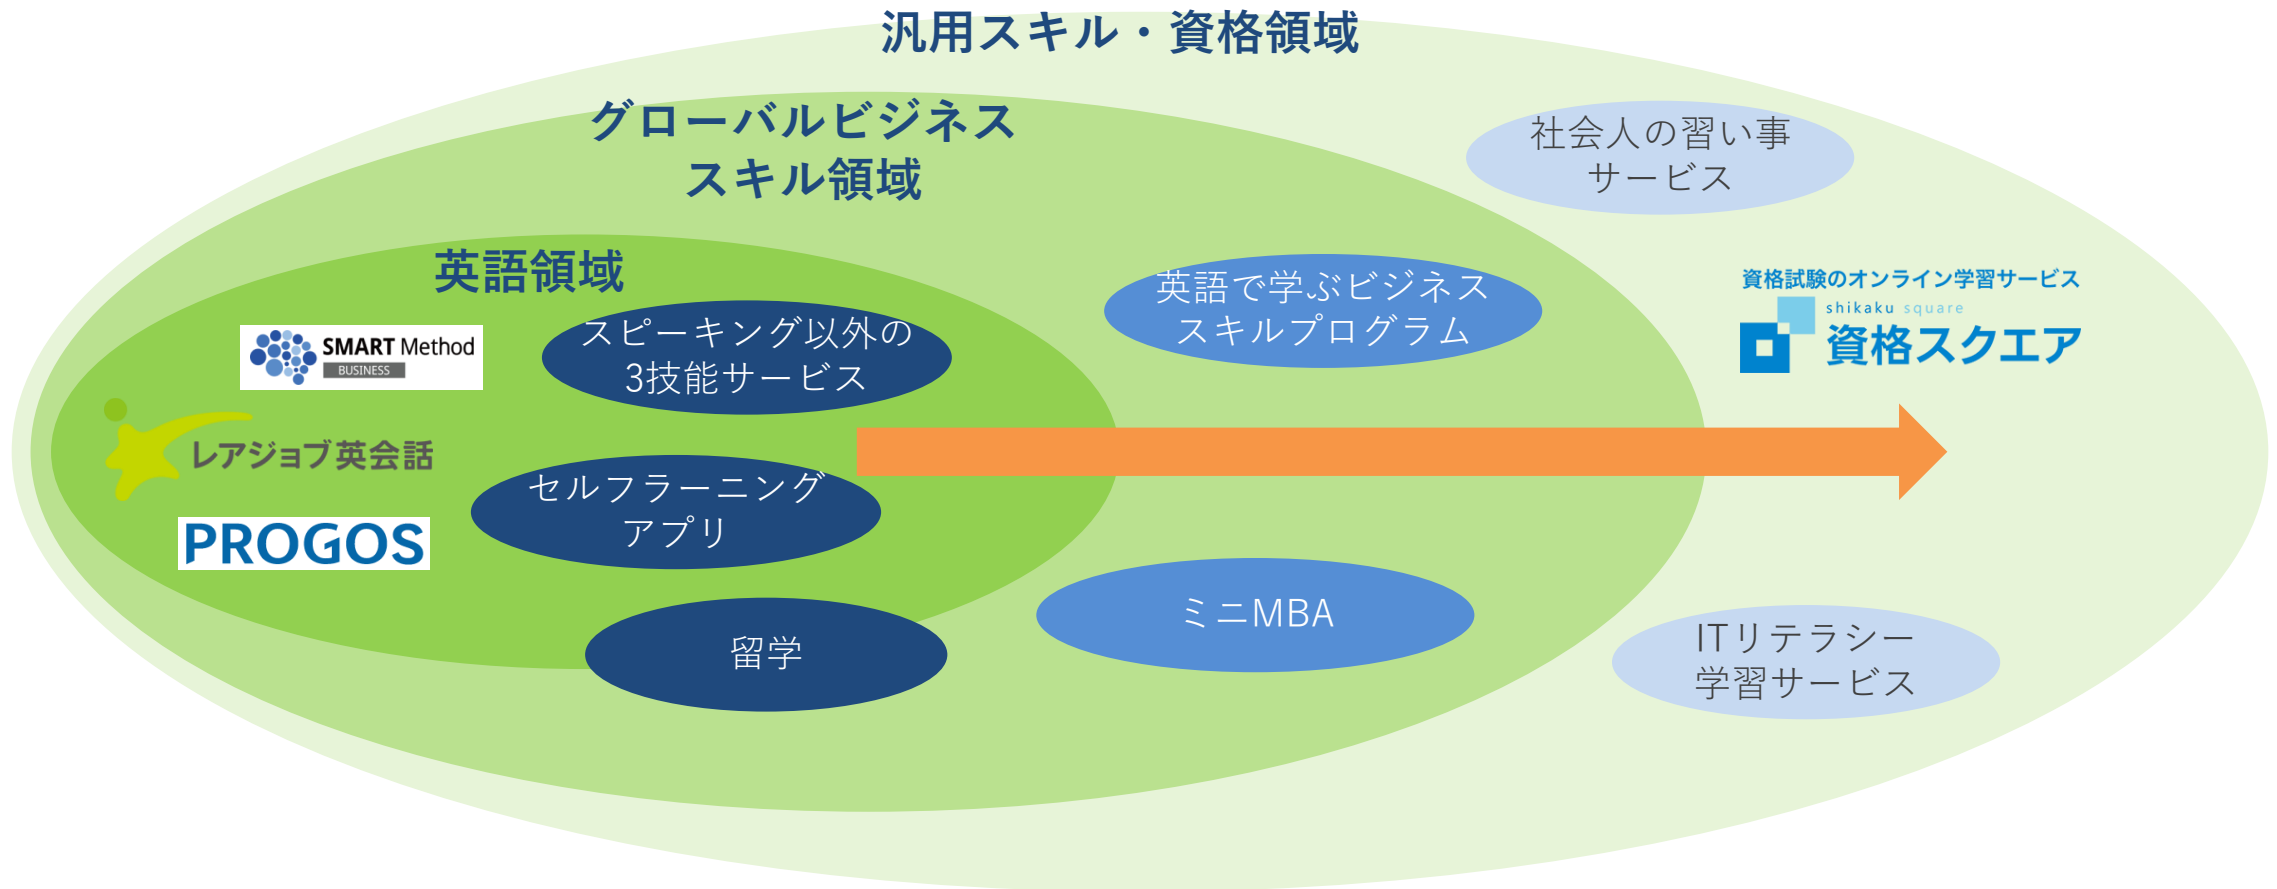 汎用スキル・資格領域
グローバルビジネス
スキル領域
社会人の習い事
サービス
英語領域
英語で学ぶビジネス
スキルプログラム
資格試験のオンライン学習サービス
shikaku square
資格スクエア
スピーキング以外の
3技能サービス
SMART Method
BUSINESS
レアジョブ英会話
セルフラーニング
アプリ
PROGOS
ミニMBA
留学
ITリテラシー
学習サービス